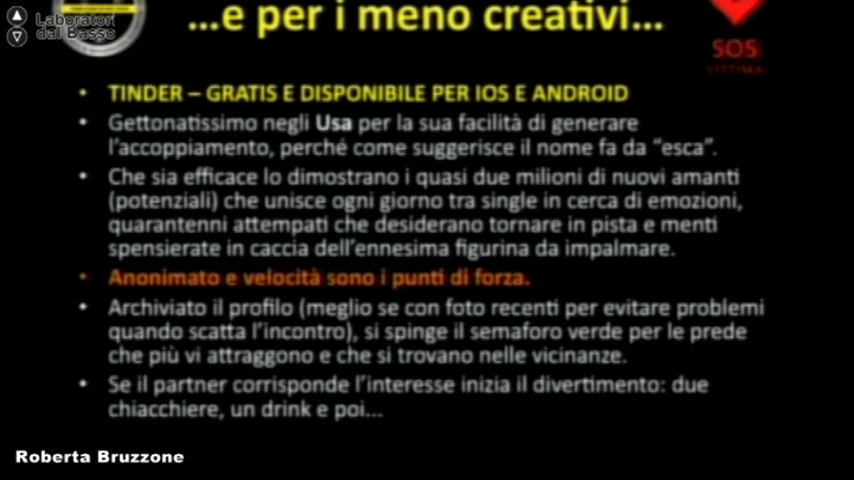 Laboratori
dal Basso
...e per i meno creativi...
SOS
VITTIMA
• TINDER – GRATIS E DISPONIBILE PER IOS E ANDROID
• Gettonatissimo negli Usa per la sua facilità di generare
l'accoppiamento, perché come suggerisce il nome fa da "esca".
• Che sia efficace lo dimostrano i quasi due milioni di nuovi amanti
(potenziali) che unisce ogni giorno tra single in cerca di emozioni,
quarantenni attempati che desiderano tornare in pista e menti
spensierate in caccia dell'ennesima figurina da impalmare.
• Anonimato e velocità sono i punti di forza.
• Archiviato il profilo (meglio se con foto recenti per evitare problemi
quando scatta l'incontro), si spinge il semaforo verde per le prede
che più vi attraggono e che si trovano nelle vicinanze.
• Se il partner corrisponde l'interesse inizia il divertimento: due
chiacchiere, un drink e poi...
Roberta Bruzzone